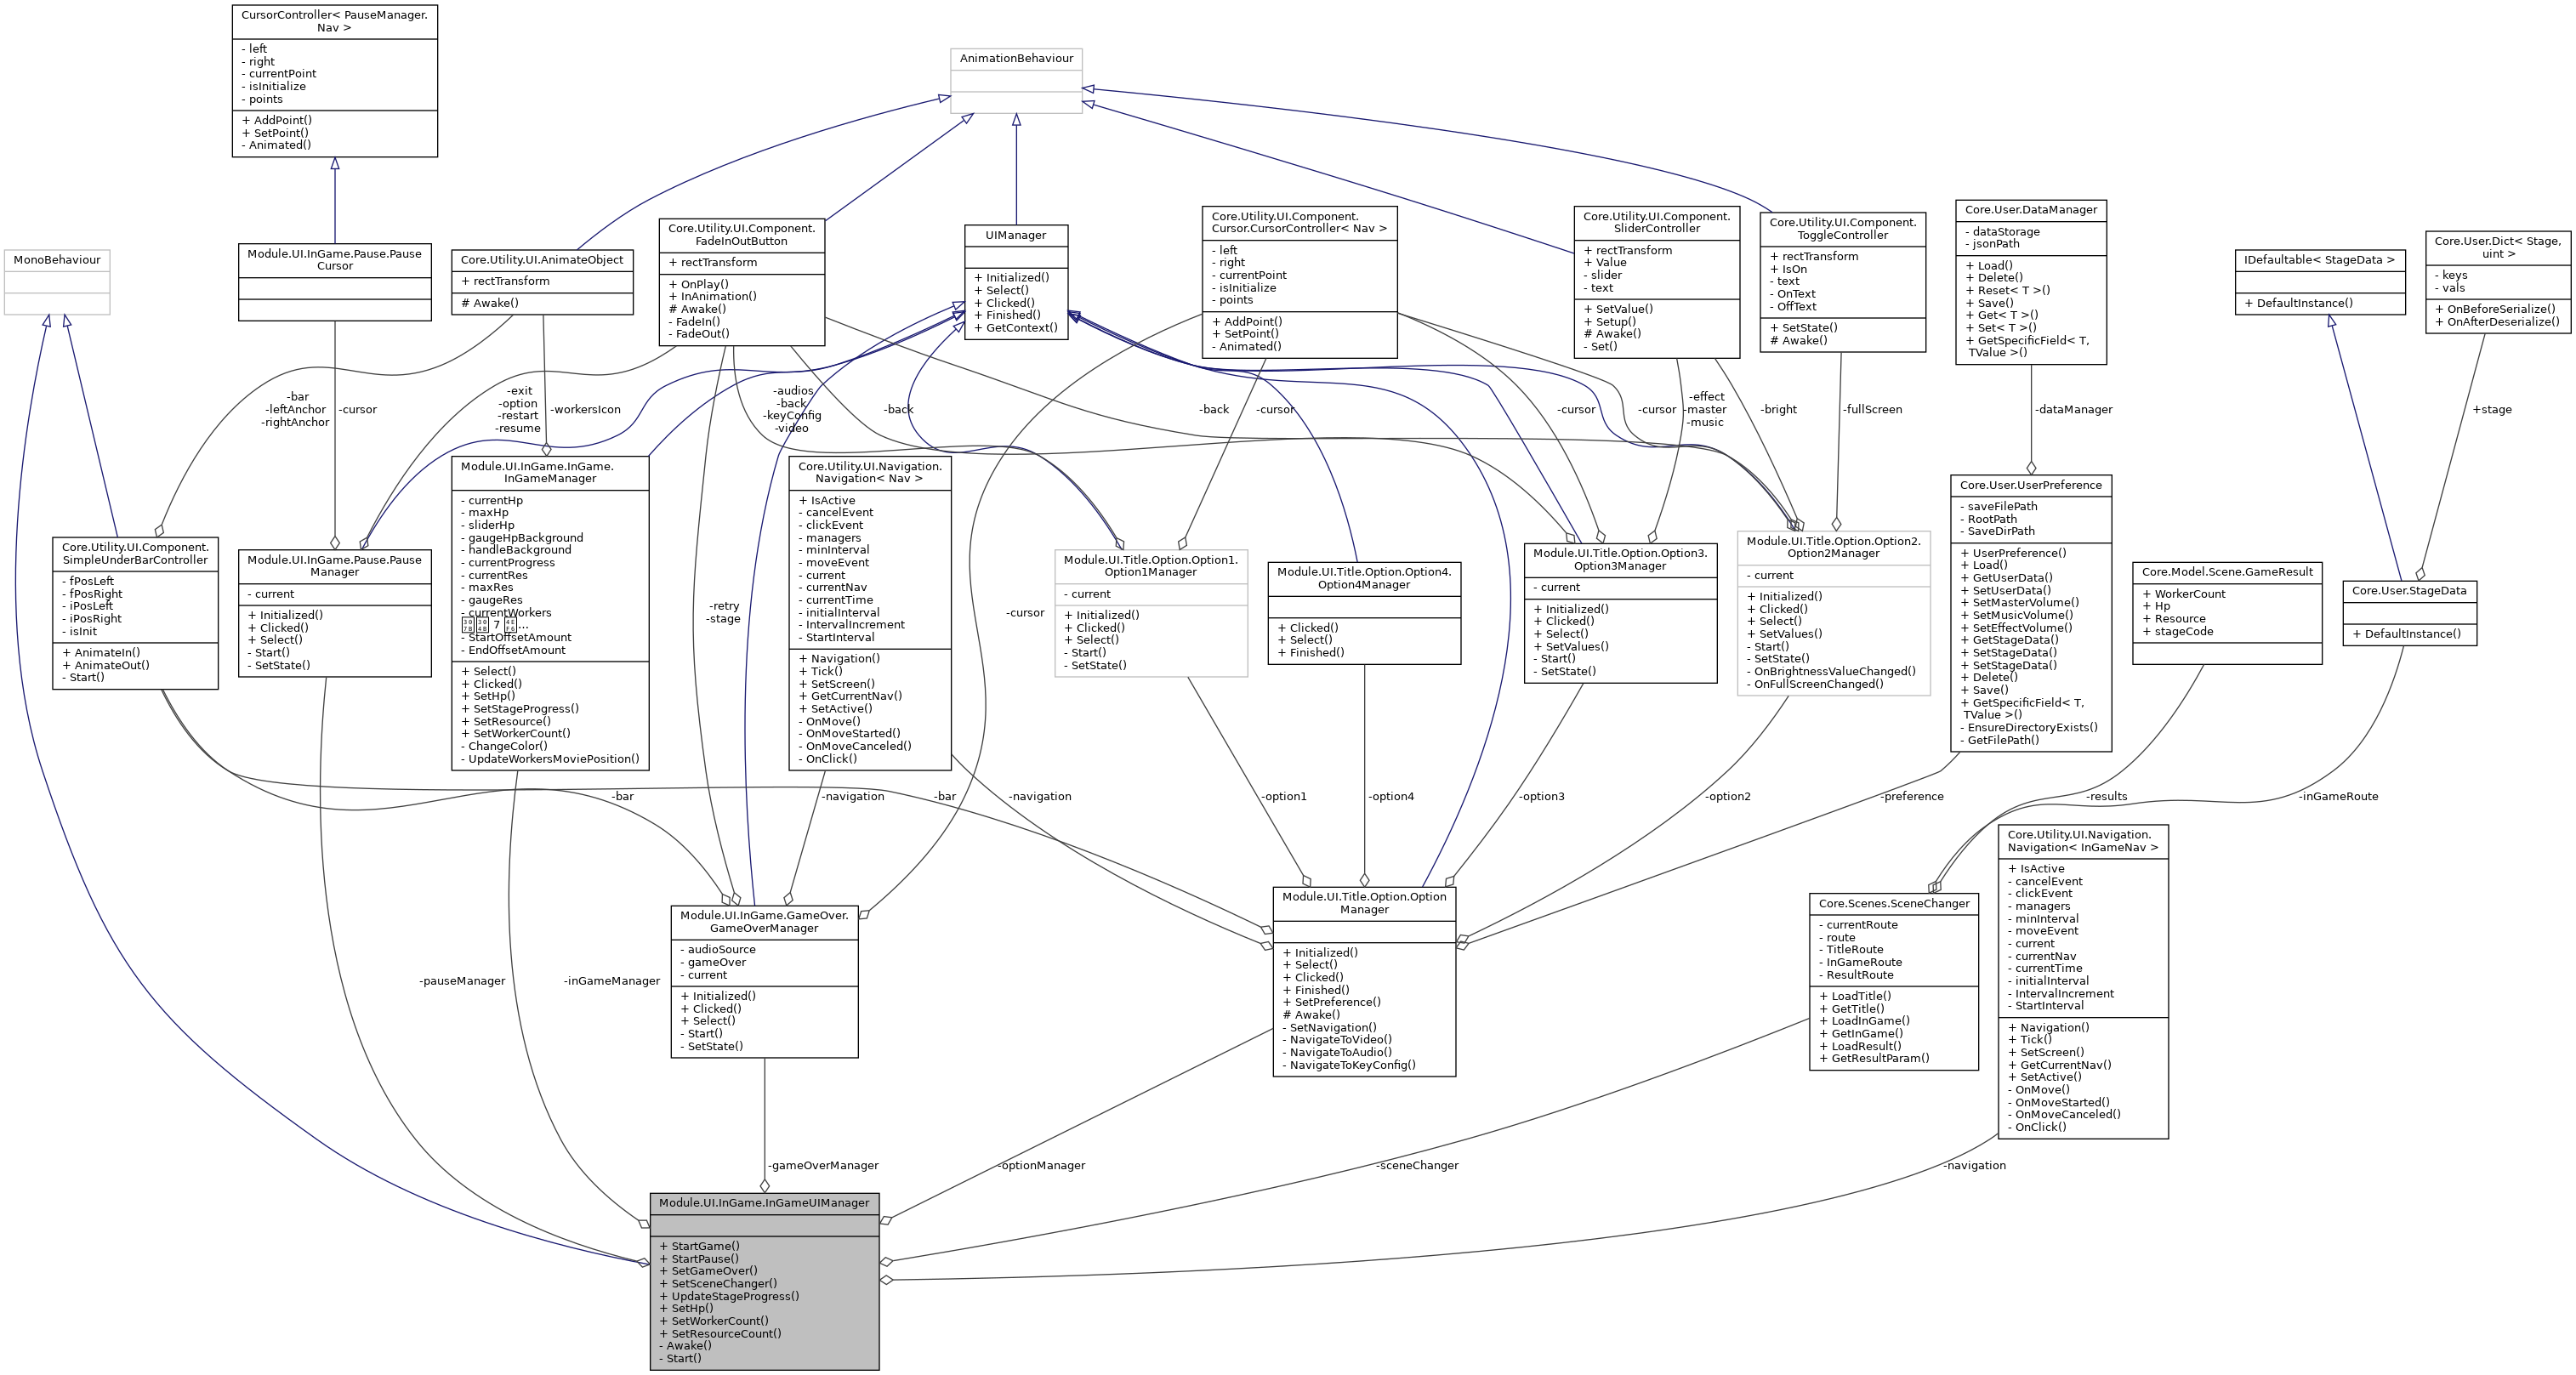 CursorController< PauseManager.
Nav >
- left
- right
- currentPoint
- isInitialize
- points
+ AddPoint()
+ SetPoint()
- Animated()
AnimationBehaviour
MonoBehaviour
Module.UI.InGame.Pause.Pause
Cursor
Core.Utility.UI.AnimateObject
+ rectTransform
# Awake()
Core.Utility.UI.Component.
FadeInOutButton
+ rectTransform
+ OnPlay()
+ InAnimation()
# Awake()
- FadeIn()
- FadeOut()
UIManager
+ Initialized()
+ Select()
+ Clicked()
+ Finished()
+ GetContext()
Core.Utility.UI.Component.
Cursor.CursorController< Nav >
- left
- right
- currentPoint
- isInitialize
- points
+ AddPoint()
+ SetPoint()
- Animated()
Core.Utility.UI.Component.
SliderController
+ rectTransform
+ Value
- slider
- text
+ SetValue()
+ Setup()
# Awake()
- Set()
Core.Utility.UI.Component.
ToggleController
+ rectTransform
+ IsOn
- text
- OnText
- OffText
+ SetState()
# Awake()
Core.User.DataManager
- dataStorage
- jsonPath
+ Load()
+ Delete()
+ Reset< T >()
+ Save()
+ Get< T >()
+ Set< T >()
+ GetSpecificField< T,
TValue >()
IDefaultable< StageData >
+ DefaultInstance()
Core.User.Dict< Stage,
uint >
- keys
- vals
+ OnBeforeSerialize()
+ OnAfterDeserialize()
-bar
-leftAnchor
-rightAnchor
-cursor
-exit
-option
-restart
-resume
-workersIcon
-audios
-back
-keyConfig
-video
-back
-cursor
-back
-cursor
-cursor
-effect
-master
-music
-bright
-fullScreen
-dataManager
+stage
Core.Utility.UI.Component.
SimpleUnderBarController
- fPosLeft
- fPosRight
- iPosLeft
- iPosRight
- isInit
+ AnimateIn()
+ AnimateOut()
- Start()
Module.UI.InGame.Pause.Pause
Manager
- current
+ Initialized()
+ Clicked()
+ Select()
- Start()
- SetState()
Module.UI.InGame.InGame.
InGameManager
- currentHp
- maxHp
- sliderHp
- gaugeHpBackground
- handleBackground
- currentProgress
- currentRes
- maxRes
- gaugeRes
- currentWorkers
7 ...
- StartOffsetAmount
- EndOffsetAmount
+ Select()
+ Clicked()
+ SetHp()
+ SetStageProgress()
+ SetResource()
+ SetWorkerCount()
- ChangeColor()
- UpdateWorkersMoviePosition()
Core.Utility.UI.Navigation.
Navigation< Nav >
+ IsActive
- cancelEvent
- clickEvent
- managers
- minInterval
- moveEvent
- current
- currentNav
- currentTime
- initialInterval
- IntervalIncrement
- StartInterval
+ Navigation()
+ Tick()
+ SetScreen()
+ GetCurrentNav()
+ SetActive()
- OnMove()
- OnMoveStarted()
- OnMoveCanceled()
- OnClick()
Module.UI.Title.Option.Option1.
Option1Manager
- current
+ Initialized()
+ Clicked()
+ Select()
- Start()
- SetState()
Module.UI.Title.Option.Option4.
Option4Manager
+ Clicked()
+ Select()
+ Finished()
Module.UI.Title.Option.Option3.
Option3Manager
- current
+ Initialized()
+ Clicked()
+ Select()
+ SetValues()
- Start()
- SetState()
Module.UI.Title.Option.Option2.
Option2Manager
- current
+ Initialized()
+ Clicked()
+ Select()
+ SetValues()
- Start()
- SetState()
- OnBrightnessValueChanged()
- OnFullScreenChanged()
Core.User.UserPreference
- saveFilePath
- RootPath
- SaveDirPath
+ UserPreference()
+ Load()
+ GetUserData()
+ SetUserData()
+ SetMasterVolume()
+ SetMusicVolume()
+ SetEffectVolume()
+ GetStageData()
+ SetStageData()
+ SetStageData()
+ Delete()
+ Save()
+ GetSpecificField< T,
TValue >()
- EnsureDirectoryExists()
- GetFilePath()
Core.Model.Scene.GameResult
+ WorkerCount
+ Hp
+ Resource
+ stageCode
Core.User.StageData
+ DefaultInstance()
-retry
-stage
-cursor
-bar
-navigation
-bar
-navigation
-option1
-option4
-option3
-option2
-preference
-results
-inGameRoute
Module.UI.InGame.GameOver.
GameOverManager
- audioSource
- gameOver
- current
+ Initialized()
+ Clicked()
+ Select()
- Start()
- SetState()
Module.UI.Title.Option.Option
Manager
+ Initialized()
+ Select()
+ Clicked()
+ Finished()
+ SetPreference()
# Awake()
- SetNavigation()
- NavigateToVideo()
- NavigateToAudio()
- NavigateToKeyConfig()
Core.Scenes.SceneChanger
- currentRoute
- route
- TitleRoute
- InGameRoute
- ResultRoute
+ LoadTitle()
+ GetTitle()
+ LoadInGame()
+ GetInGame()
+ LoadResult()
+ GetResultParam()
Core.Utility.UI.Navigation.
Navigation< InGameNav >
+ IsActive
- cancelEvent
- clickEvent
- managers
- minInterval
- moveEvent
- current
- currentNav
- currentTime
- initialInterval
- IntervalIncrement
- StartInterval
+ Navigation()
+ Tick()
+ SetScreen()
+ GetCurrentNav()
+ SetActive()
- OnMove()
- OnMoveStarted()
- OnMoveCanceled()
- OnClick()
-pauseManager
-inGameManager
-gameOverManager
-optionManager
-sceneChanger
-navigation
Module.UI.InGame.InGameUIManager
+ StartGame()
+ StartPause()
+ SetGameOver()
+ SetSceneChanger()
+ UpdateStageProgress()
+ SetHp()
+ SetWorkerCount()
+ SetResourceCount()
- Awake()
- Start()